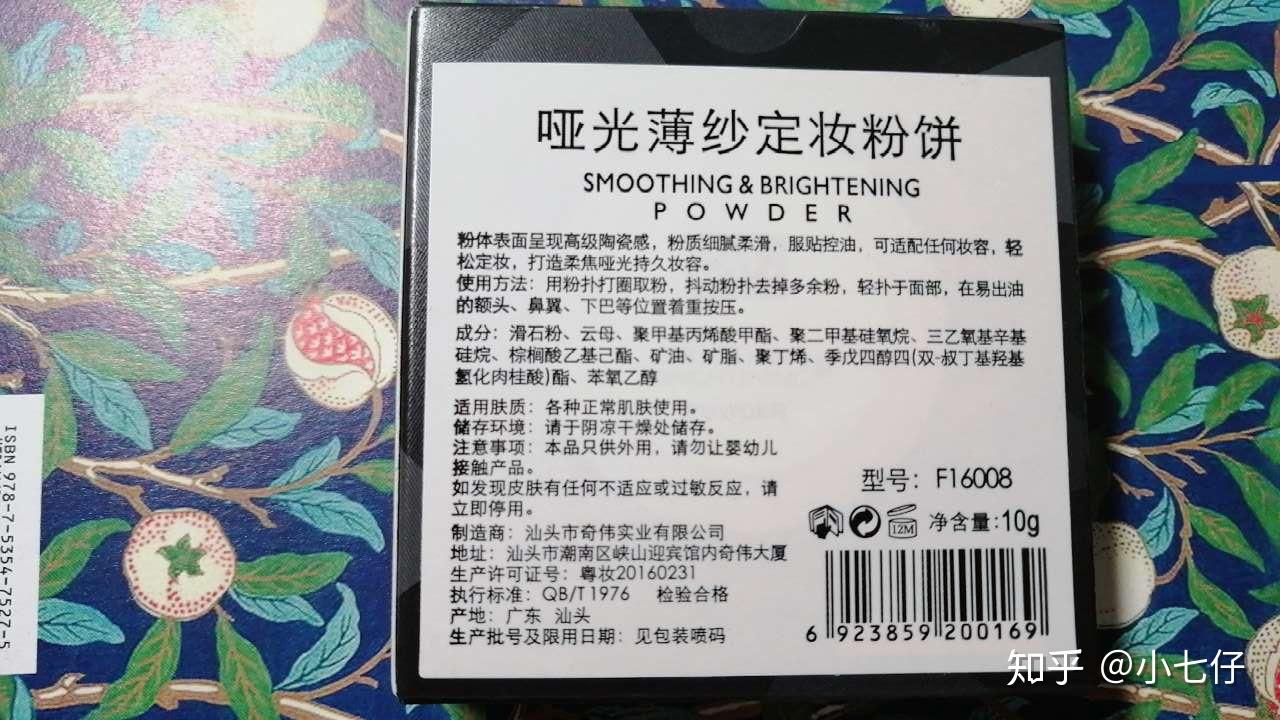 哑光薄纱定妆粉饼
SMOOTHING & BRIGHTENING
POWDER
粉体表面呈现高级陶瓷感，粉质细腻柔滑，服贴控油，可适配任何妆容，轻
松定妆，打造柔焦哑光持久妆容。
使用方法：用粉扑打圈取粉，抖动粉扑去掉多余粉，轻扑于面部，在易出油
的额头、鼻翼、下巴等位置着重按压。
成分：滑石粉、云母、聚甲基丙烯酸甲酯、聚二甲基硅氧烷、三乙氧基辛基
硅烷、棕榈酸乙基己酯、矿油、矿脂、聚丁烯、季戊四醇四(双-叔丁基羟基
氢化肉桂酸)酯、苯氧乙醇
适用肤质：各种正常肌肤使用。
储存环境：请于阴凉干燥处储存。
注意事项：本品只供外用，请勿让婴幼儿
接触产品。
如发现皮肤有任何不适应或过敏反应，请
立即停用。
制造商：汕头市奇伟实业有限公司
地址：汕头市潮南区峡山迎宾馆内奇伟大厦
生产许可证号：粤妆20160231
执行标准：QB/T1976 检验合格
产地：广东 汕头
生产批号及限用日期：见包装喷码
型号：F16008
12M 净含量:10g
6 923859 200169
ISBN 978-7-5354-7527-5
知乎 @小七仔